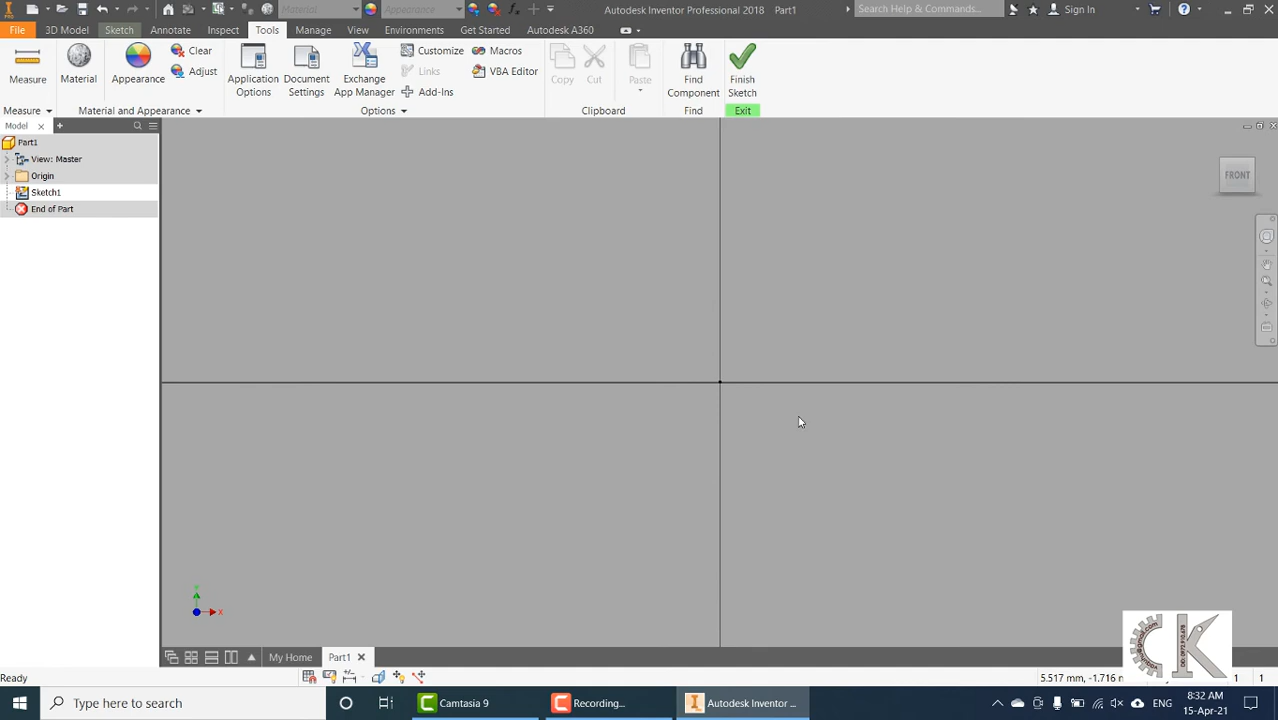 Material
Appearance
Autodesk Inventor Professional 2018 Part1
Search Help & Commands...
Sign In
File
3D Model
Sketch
Annotate
Inspect
Tools
Manage
View
Environments
Get Started
Autodesk A360
Measure
Material
Appearance
Clear
Adjust
Application Options
Document Settings
Exchange App Manager
Customize
Links
Add-Ins
Macros
VBA Editor
Copy
Cut
Paste
Find Component
Finish Sketch
Measure
Material and Appearance
Options
Clipboard
Find
Exit
Model
Part1
View: Master
Origin
Sketch1
End of Part
FRONT
Y
X
My Home
Part1
Ready
5.517 mm, -1.716 n
1
1
CK
Type here to search
Camtasia 9
Recording...
Autodesk Inventor ...
ENG
8:32 AM
15-Apr-21